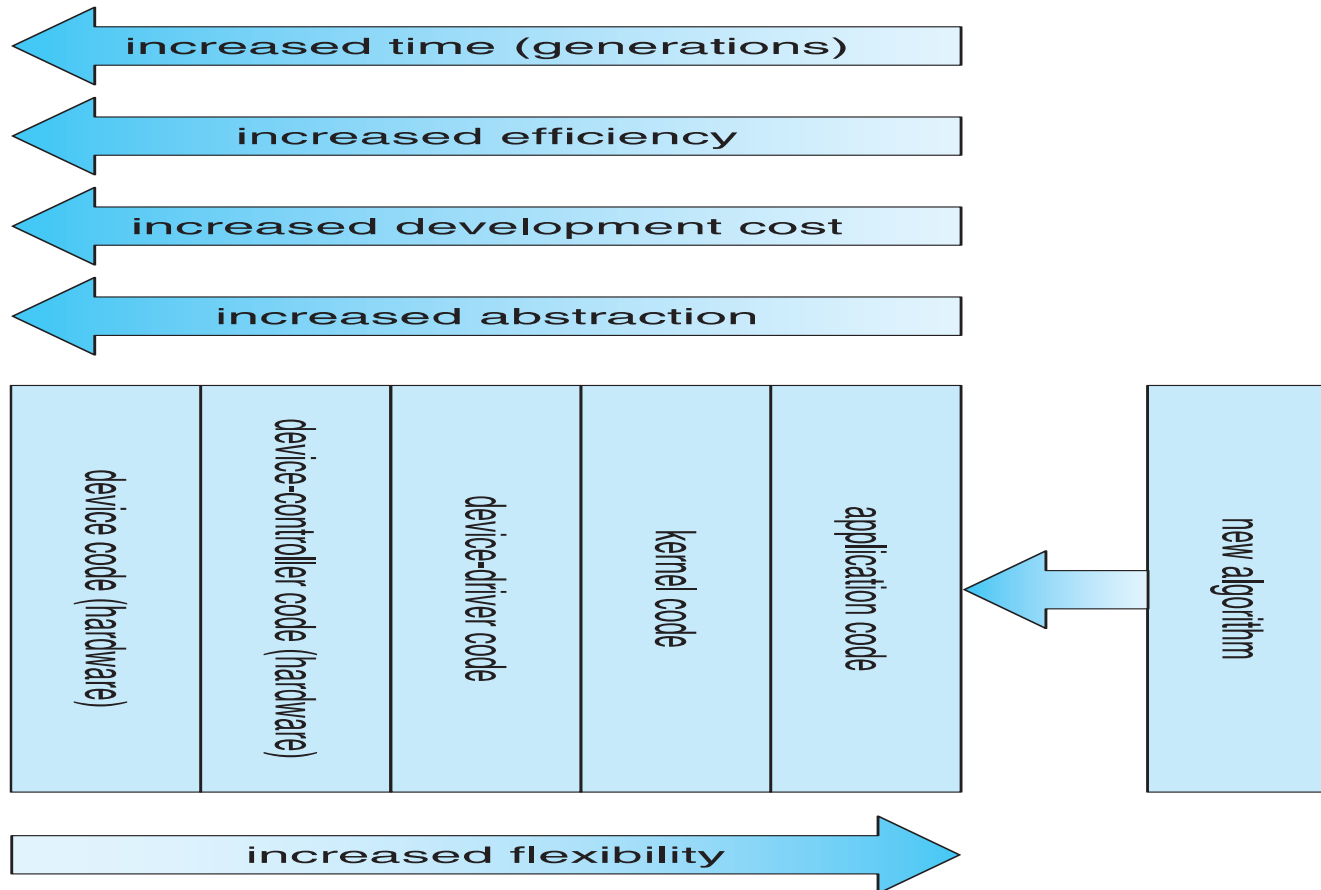 increased time (generations)
increased efficiency
increased development cost
increased abstraction
device code (hardware)
device-controller code (hardware)
device-driver code
kernel code
application code
new algorithm
increased flexibility